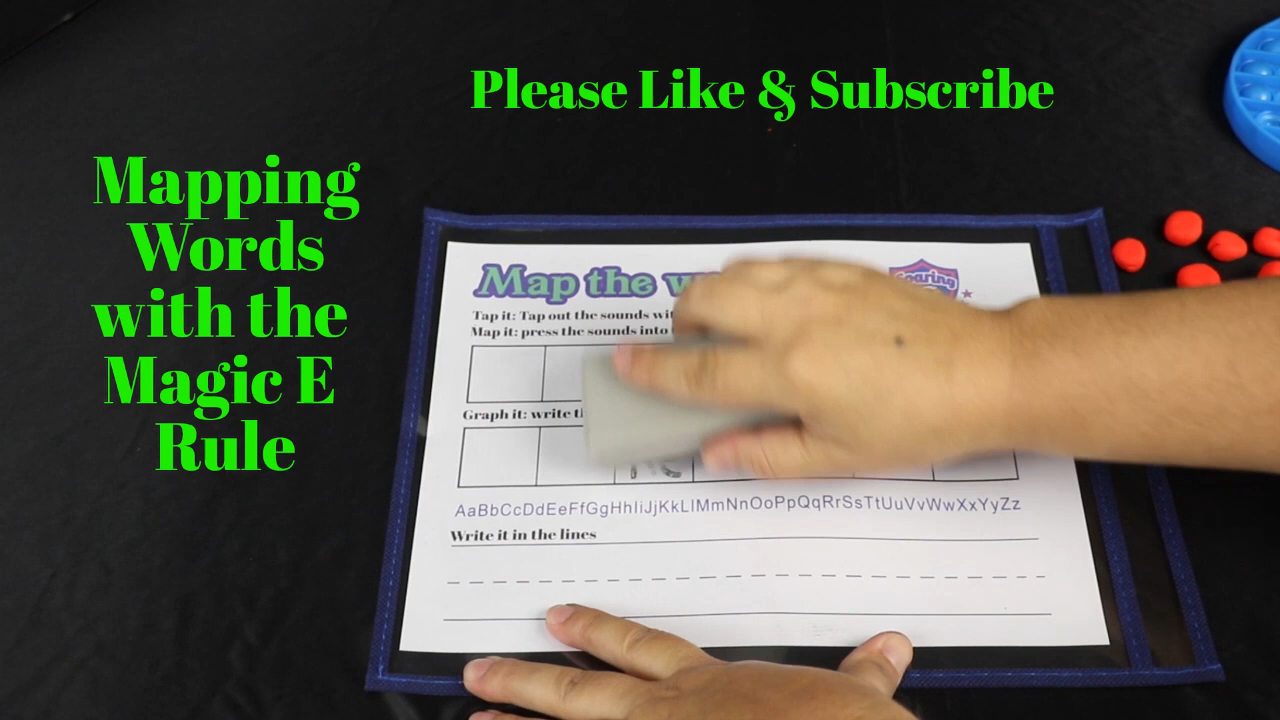 Please Like & Subscribe
Mapping
Words
with the
Magic E
Rule
Map the
Soaring
Tap it: Tap out the sounds
Map it: press the sounds into
Graph it: write
AaBbCcDdEeFfGgHhIiJjKkLlMmNnOoPpQqRrSsTtUuVvWwXxYyZz
Write it in the lines